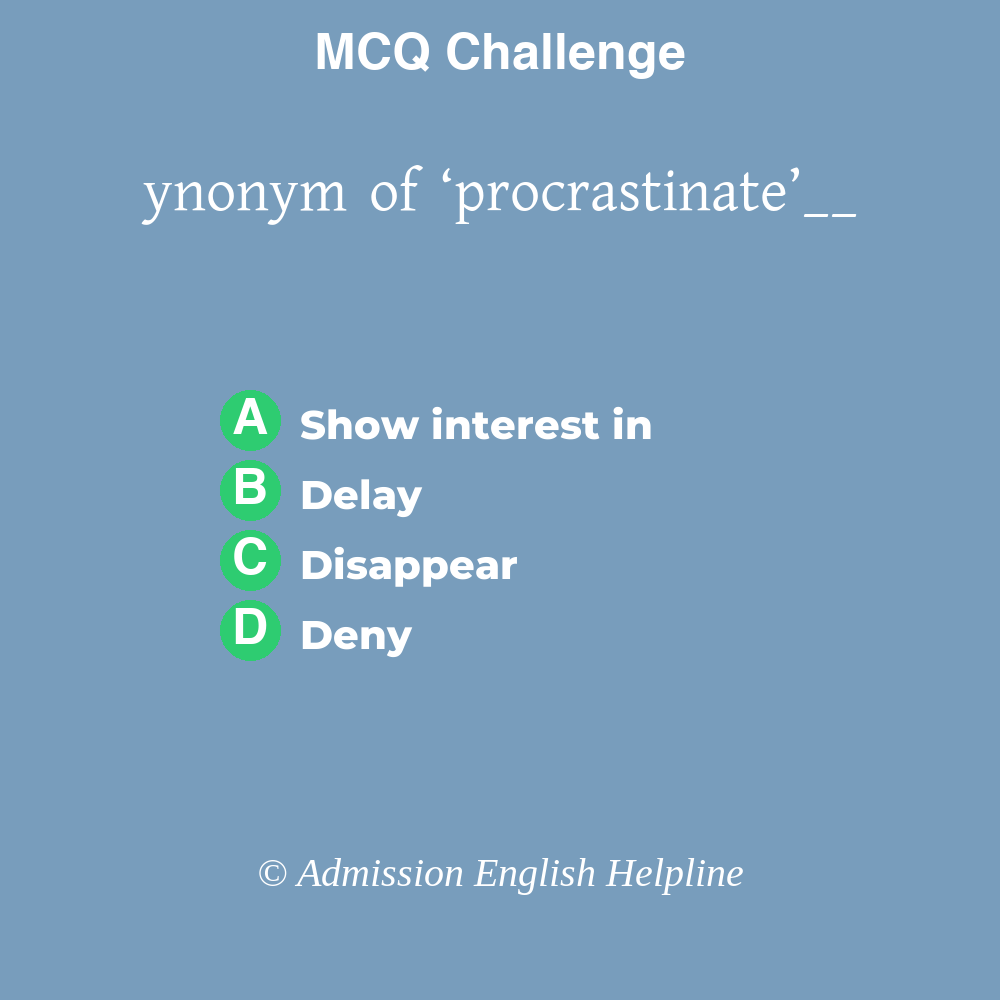 MCQ Challenge
ynonym of ‘procrastinate’__
A Show interest in
B Delay
C Disappear
D Deny
© Admission English Helpline